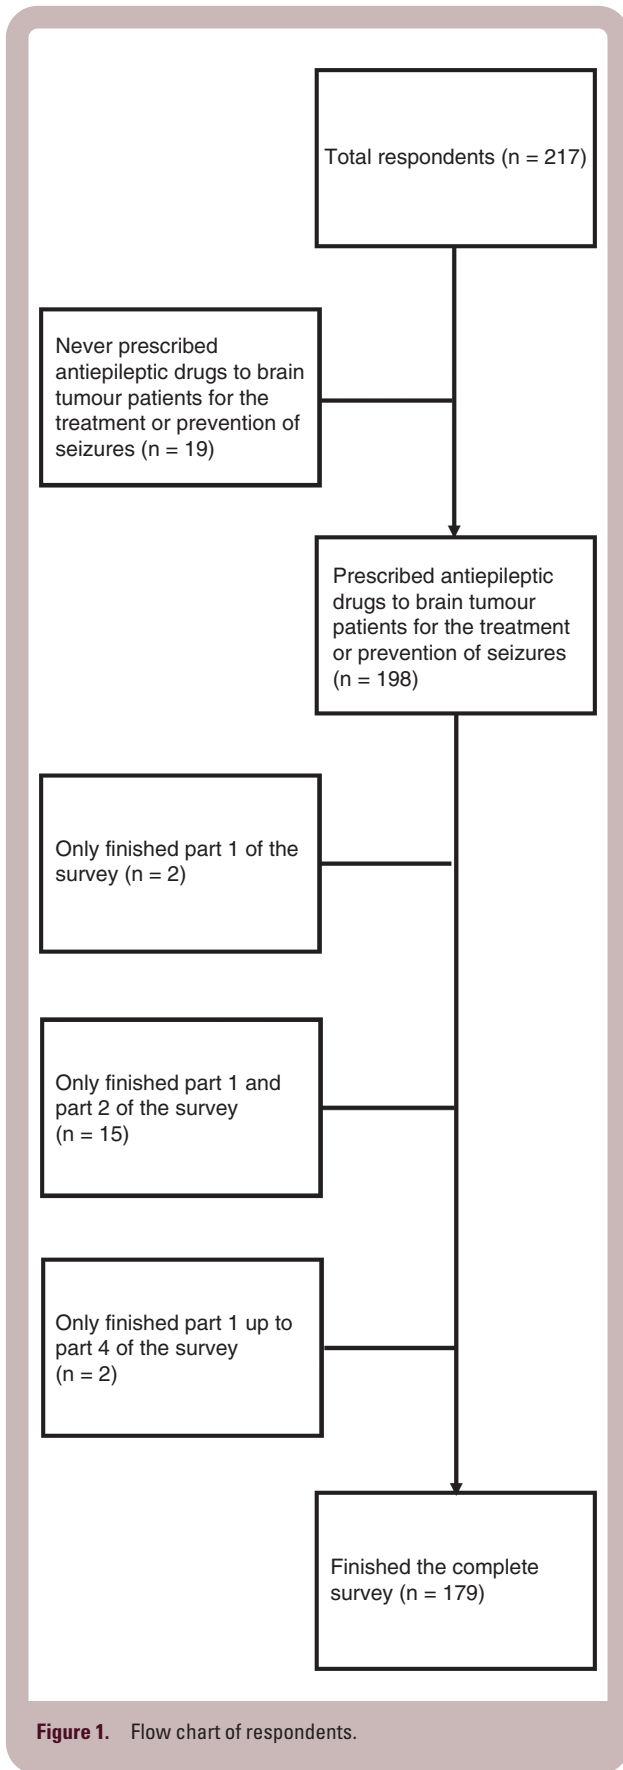 Total respondents (n = 217)
Never prescribed
antiepileptic drugs to brain
tumour patients for the
treatment or prevention of
seizures (n = 19)
Prescribed antiepileptic
drugs to brain tumour
patients for the treatment
or prevention of seizures
(n = 198)
Only finished part 1 of the
survey (n = 2)
Only finished part 1 and
part 2 of the survey
(n = 15)
Only finished part 1 up to
part 4 of the survey
(n = 2)
Finished the complete
survey (n = 179)
Figure 1. Flow chart of respondents.